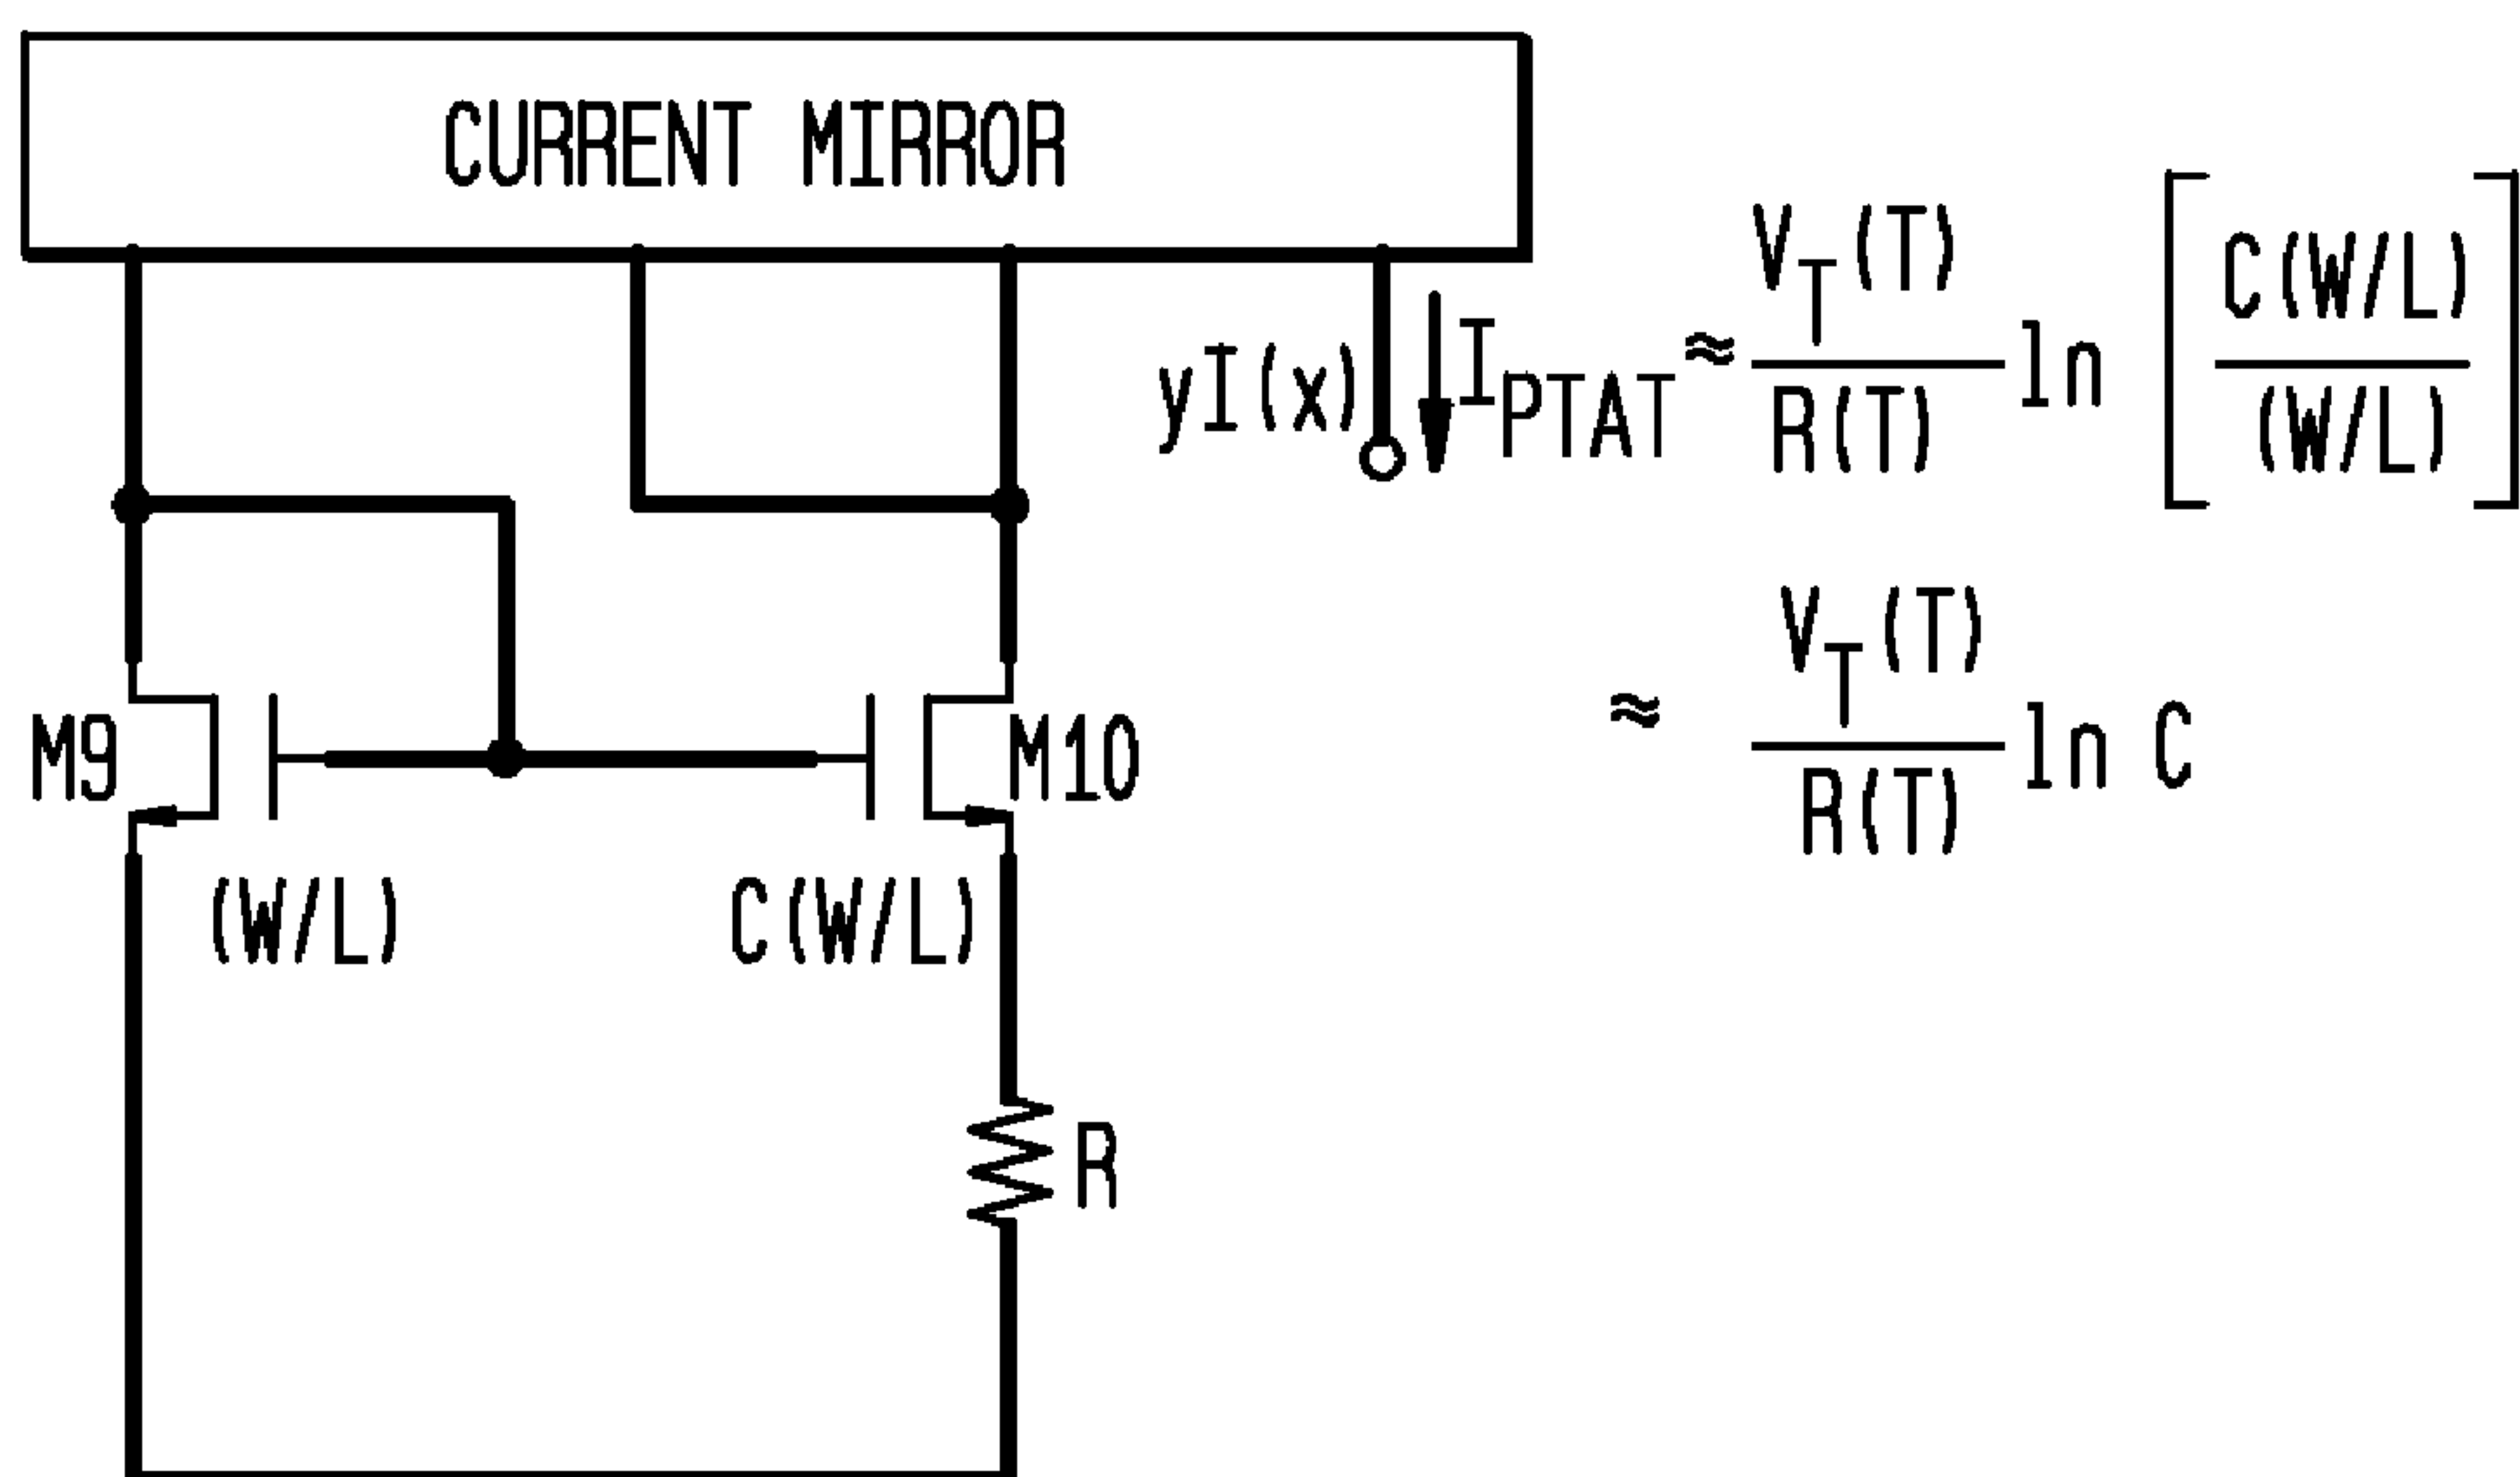 CURRENT MIRROR
yI(x)
I_PTAT ≈ V_T(T) / R(T) ln [ C(W/L) / (W/L) ]
≈ V_T(T) / R(T) ln C
M9
M10
(W/L)
C(W/L)
R